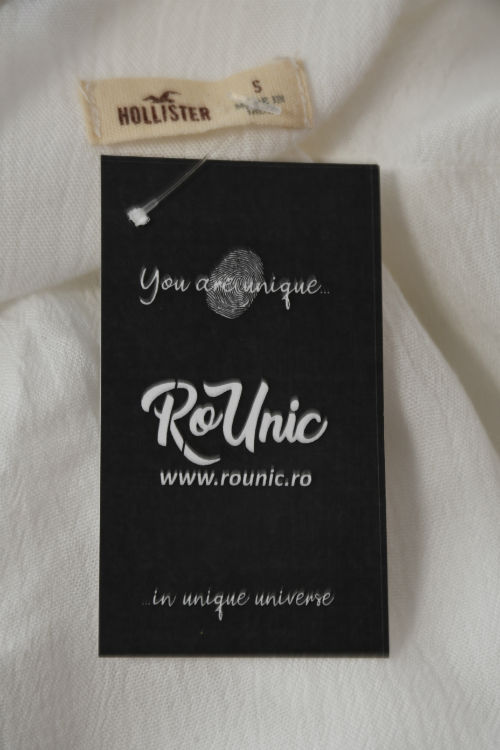 HOLLISTER
S
You are unique...
RoUnic
www.rounic.ro
...in unique universe